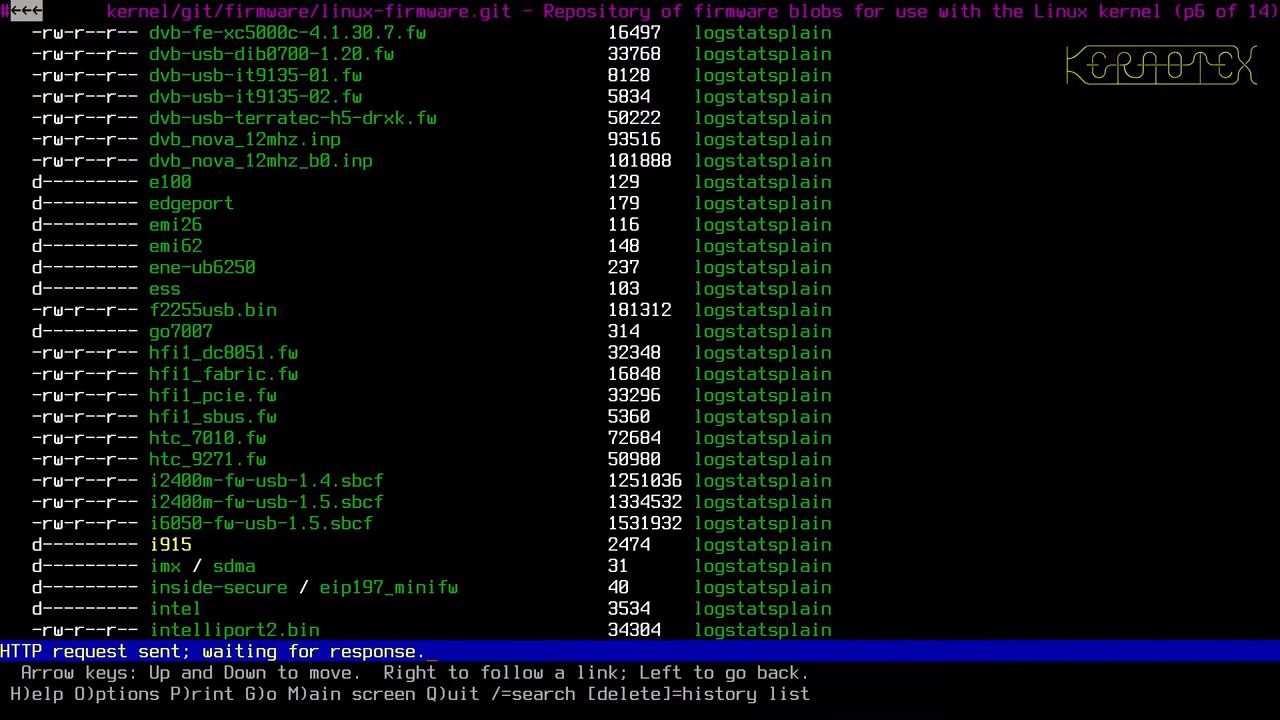 #←←← kernel/git/firmware/linux-firmware.git - Repository of firmware blobs for use with the Linux kernel (p6 of 14)
-rw-r--r-- dvb-fe-xc5000c-4.1.30.7.fw 16497 logstatsplain
-rw-r--r-- dvb-usb-dib0700-1.20.fw 33768 logstatsplain
-rw-r--r-- dvb-usb-it9135-01.fw 8128 logstatsplain
-rw-r--r-- dvb-usb-it9135-02.fw 5834 logstatsplain
-rw-r--r-- dvb-usb-terratec-h5-drxk.fw 50222 logstatsplain
-rw-r--r-- dvb_nova_12mhz.inp 93516 logstatsplain
-rw-r--r-- dvb_nova_12mhz_b0.inp 101888 logstatsplain
d--------- e100 129 logstatsplain
d--------- edgeport 179 logstatsplain
d--------- emi26 116 logstatsplain
d--------- emi62 148 logstatsplain
d--------- ene-ub6250 237 logstatsplain
d--------- ess 103 logstatsplain
-rw-r--r-- f2255usb.bin 181312 logstatsplain
d--------- go7007 314 logstatsplain
-rw-r--r-- hfi1_dc8051.fw 32348 logstatsplain
-rw-r--r-- hfi1_fabric.fw 16848 logstatsplain
-rw-r--r-- hfi1_pcie.fw 33296 logstatsplain
-rw-r--r-- hfi1_sbus.fw 5360 logstatsplain
-rw-r--r-- htc_7010.fw 72684 logstatsplain
-rw-r--r-- htc_9271.fw 50980 logstatsplain
-rw-r--r-- i2400m-fw-usb-1.4.sbcf 1251036 logstatsplain
-rw-r--r-- i2400m-fw-usb-1.5.sbcf 1334532 logstatsplain
-rw-r--r-- i6050-fw-usb-1.5.sbcf 1531932 logstatsplain
d--------- i915 2474 logstatsplain
d--------- imx / sdma 31 logstatsplain
d--------- inside-secure / eip197_minifw 40 logstatsplain
d--------- intel 3534 logstatsplain
-rw-r--r-- intelliport2.bin 34304 logstatsplain
HTTP request sent; waiting for response.
Arrow keys: Up and Down to move. Right to follow a link; Left to go back.
H)elp O)ptions P)rint G)o M)ain screen Q)uit /=search [delete]=history list